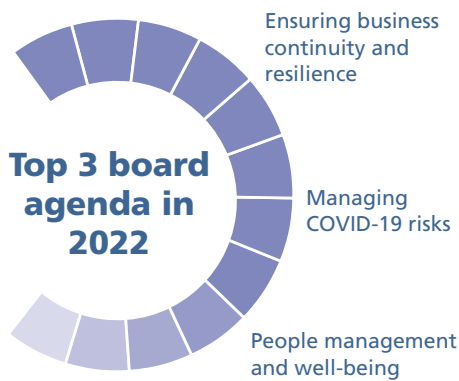 Ensuring business
continuity and
resilience
Top 3 board
agenda in
2022
Managing
COVID-19 risks
People management
and well-being